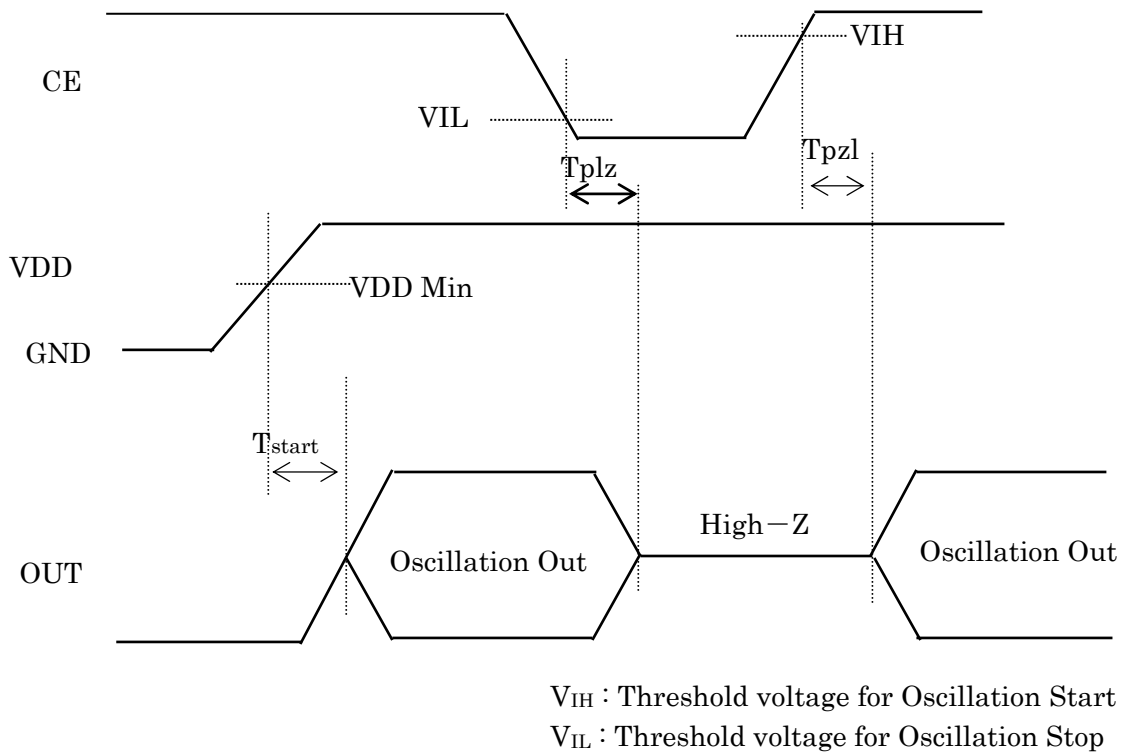 CE
VIH
VIL
Tplz
Tpzl
VDD
VDD Min
GND
Tstart
High－Z
OUT
Oscillation Out
Oscillation Out
VIH : Threshold voltage for Oscillation Start
VIL : Threshold voltage for Oscillation Stop